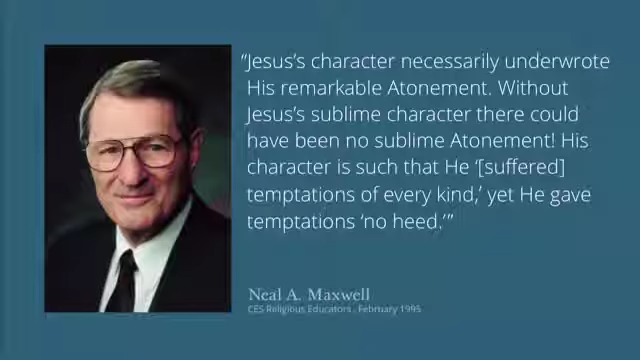 “Jesus’s character necessarily underwrote
His remarkable Atonement. Without
Jesus’s sublime character there could
have been no sublime Atonement! His
character is such that He ‘[suffered]
temptations of every kind,’ yet He gave
temptations ‘no heed.’”
Neal A. Maxwell
CES Religious Educators, February 1995